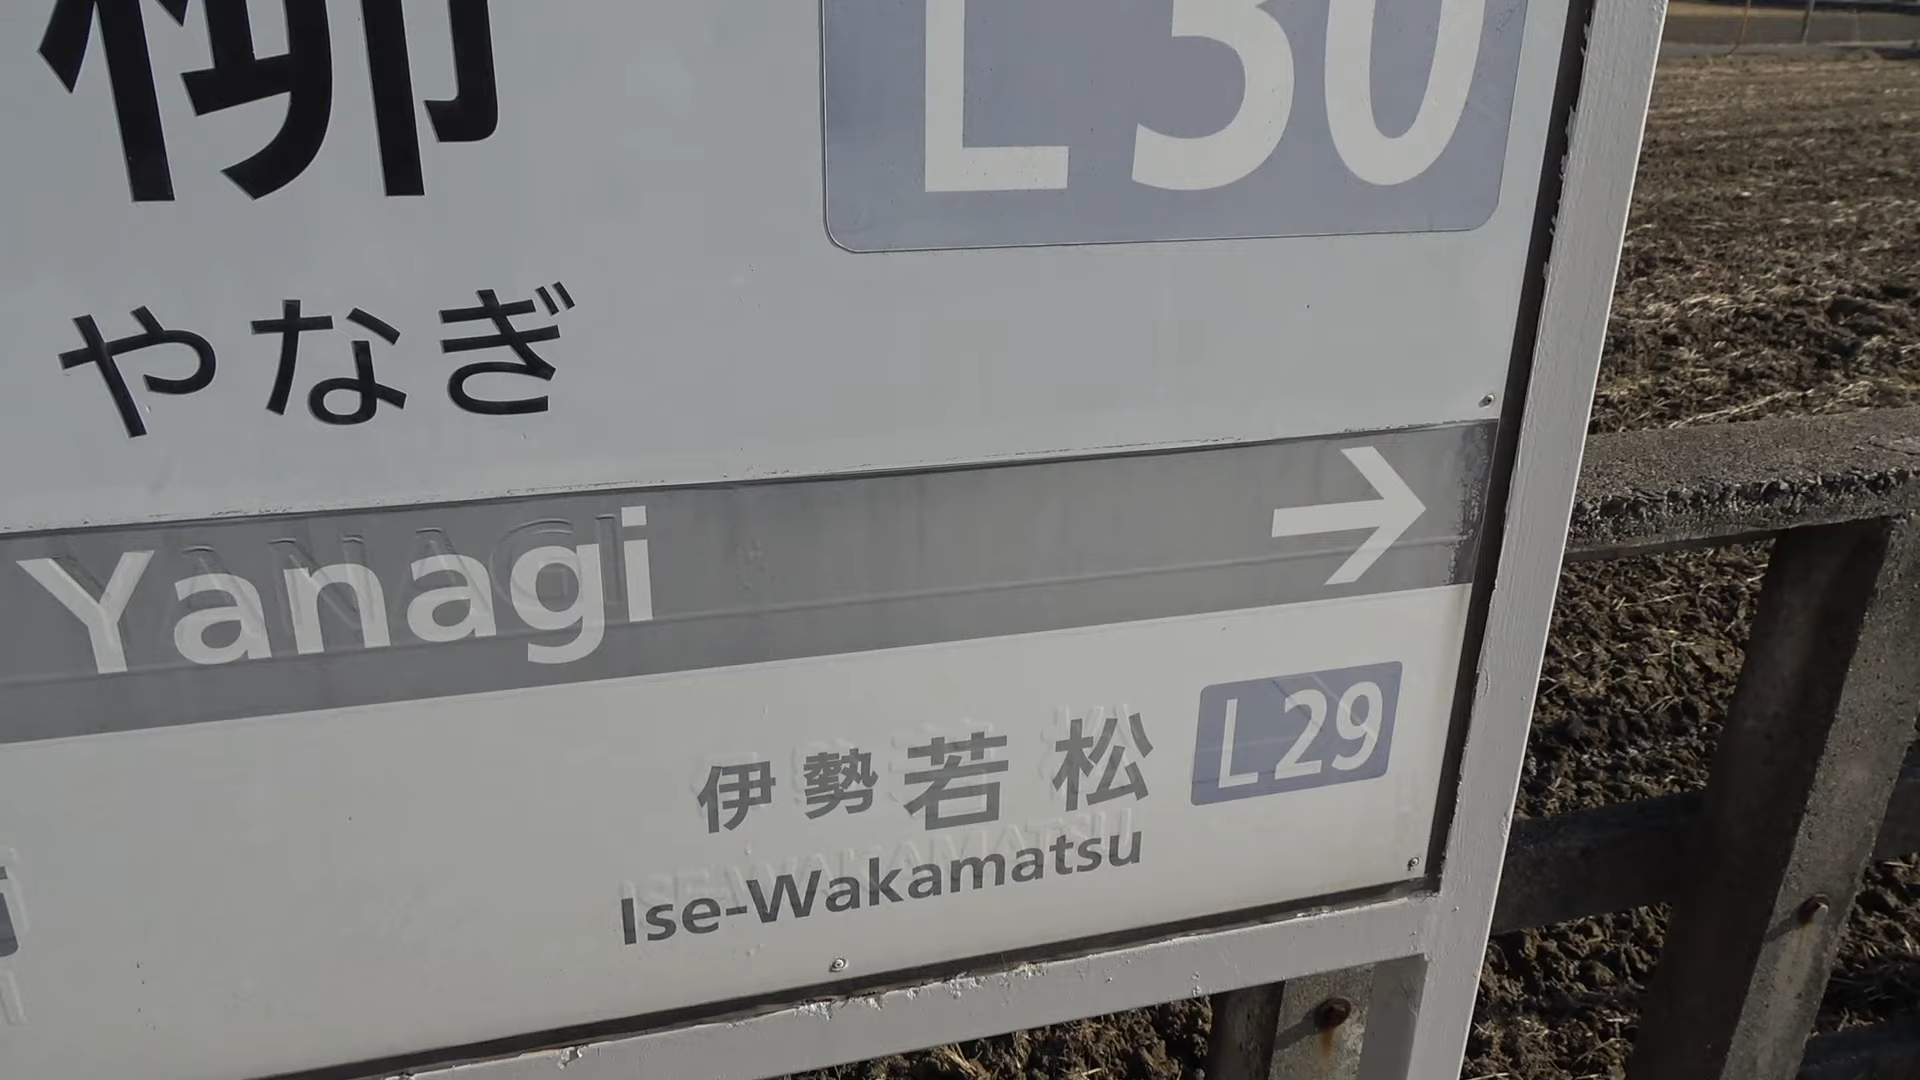 柳
L30
やなぎ
Yanagi →
伊勢若松 L29
Ise-Wakamatsu